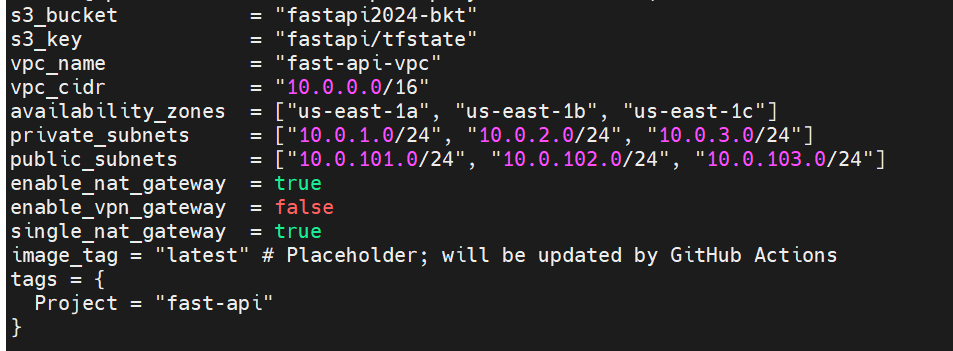 s3_bucket           = "fastapi2024-bkt"
s3_key              = "fastapi/tfstate"
vpc_name            = "fast-api-vpc"
vpc_cidr            = "10.0.0.0/16"
availability_zones  = ["us-east-1a", "us-east-1b", "us-east-1c"]
private_subnets     = ["10.0.1.0/24", "10.0.2.0/24", "10.0.3.0/24"]
public_subnets      = ["10.0.101.0/24", "10.0.102.0/24", "10.0.103.0/24"]
enable_nat_gateway  = true
enable_vpn_gateway  = false
single_nat_gateway  = true
image_tag = "latest" # Placeholder; will be updated by GitHub Actions
tags = {
  Project = "fast-api"
}